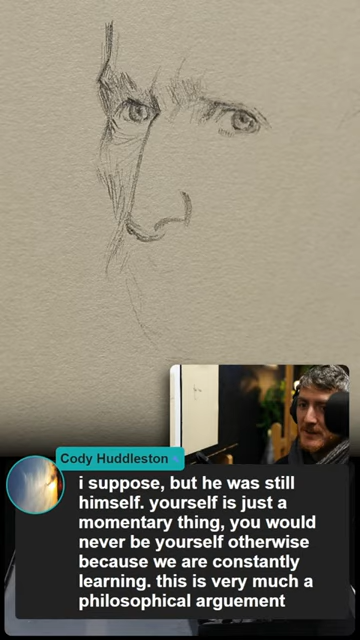 Cody Huddleston
i suppose, but he was still
himself. yourself is just a
momentary thing, you would
never be yourself otherwise
because we are constantly
learning. this is very much a
philosophical arguement